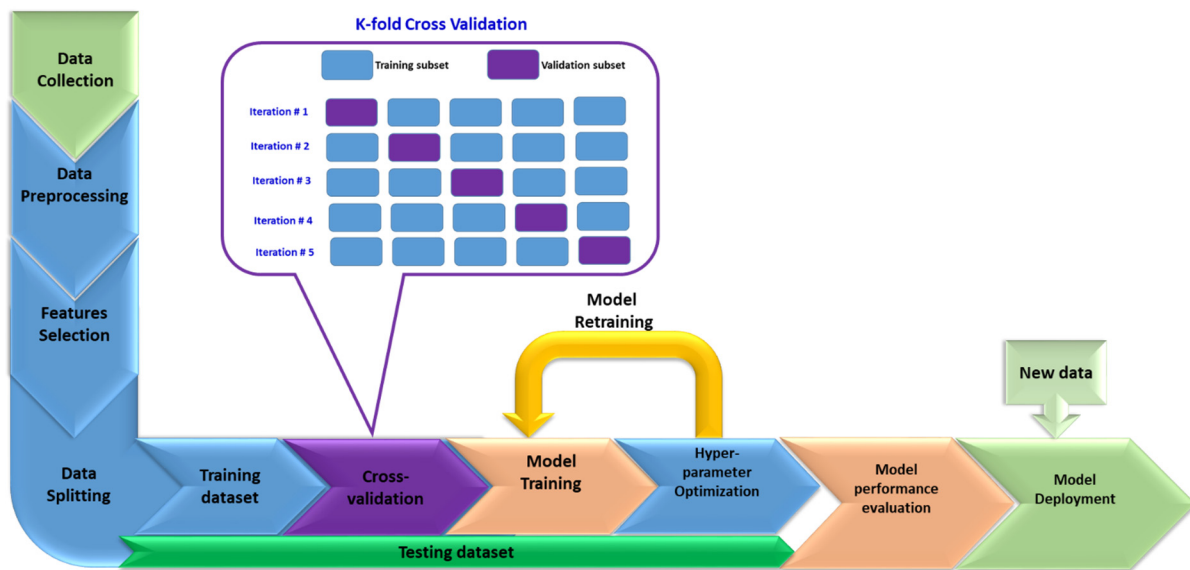 K-fold Cross Validation
Training subset
Validation subset
Iteration # 1
Iteration # 2
Iteration # 3
Iteration # 4
Iteration # 5
Data
Collection
Data
Preprocessing
Features
Selection
Data
Splitting
Training
dataset
Cross-
validation
Model
Training
Hyper-
parameter
Optimization
Model
Retraining
Model
performance
evaluation
New data
Model
Deployment
Testing dataset